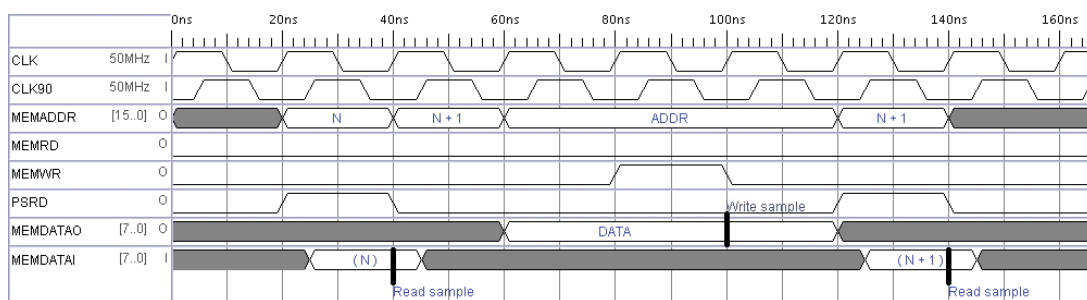 0ns 20ns 40ns 60ns 80ns 100ns 120ns 140ns 160ns
CLK 50MHz I
CLK90 50MHz I
MEMADDR [15..0] O N N + 1 ADDR N + 1
MEMRD O
MEMWR O
PSRD O
Write sample
MEMDATAO [7..0] O DATA
MEMDATAI [7..0] I ( N ) ( N + 1 )
Read sample Read sample